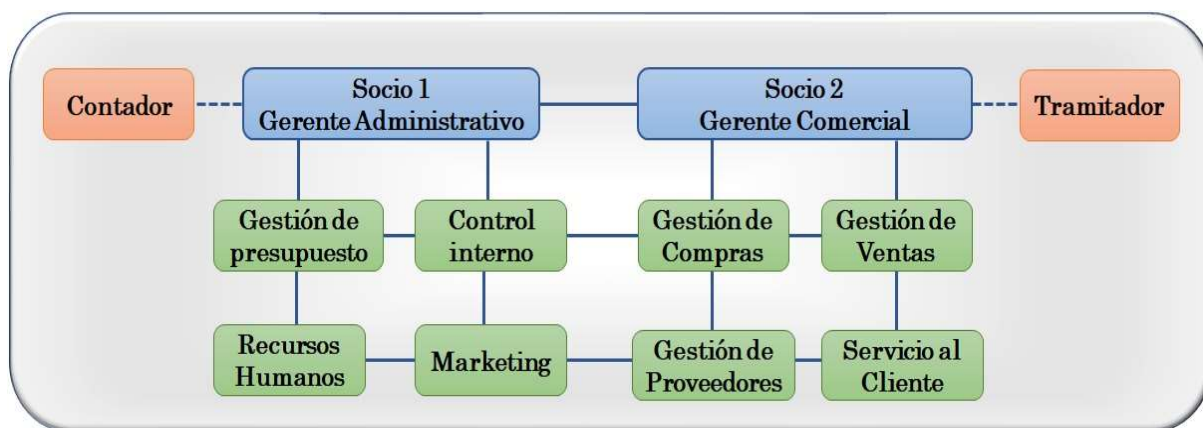 Contador
Socio 1
Gerente Administrativo
Socio 2
Gerente Comercial
Tramitador
Gestión de
presupuesto
Control
interno
Gestión de
Compras
Gestión de
Ventas
Recursos
Humanos
Marketing
Gestión de
Proveedores
Servicio al
Cliente